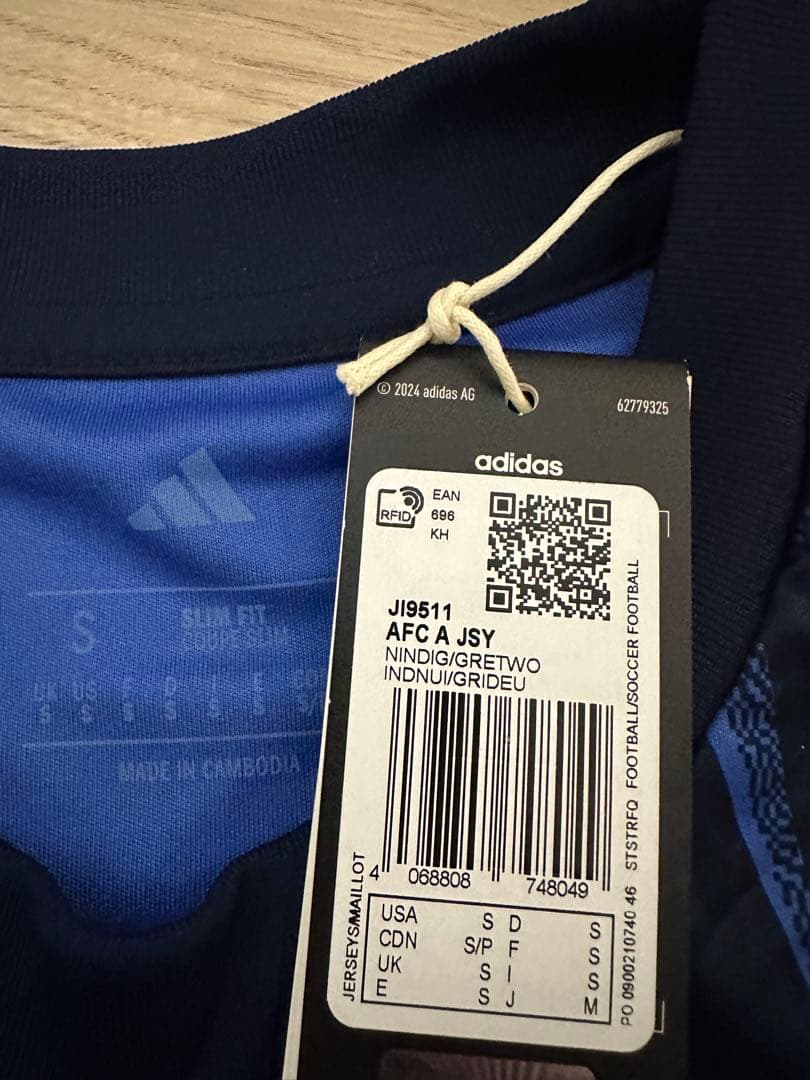 © 2024 adidas AG
62779325
adidas
RFID
EAN
696
KH
JI9511
AFC A JSY
NINDIG/GRETWO
INDNUI/GRIDEU
4 068808 748049
USA S D S
CDN S/P F S
UK S I S
E S J M
JERSEYS/MAILLOT
PO 0900210740 46 STSTRFQ FOOTBALL/SOCCER FOOTBALL
S
SLIM FIT
COUPE SLIM
UK US F D I E
S S S S S S S/P
MADE IN CAMBODIA